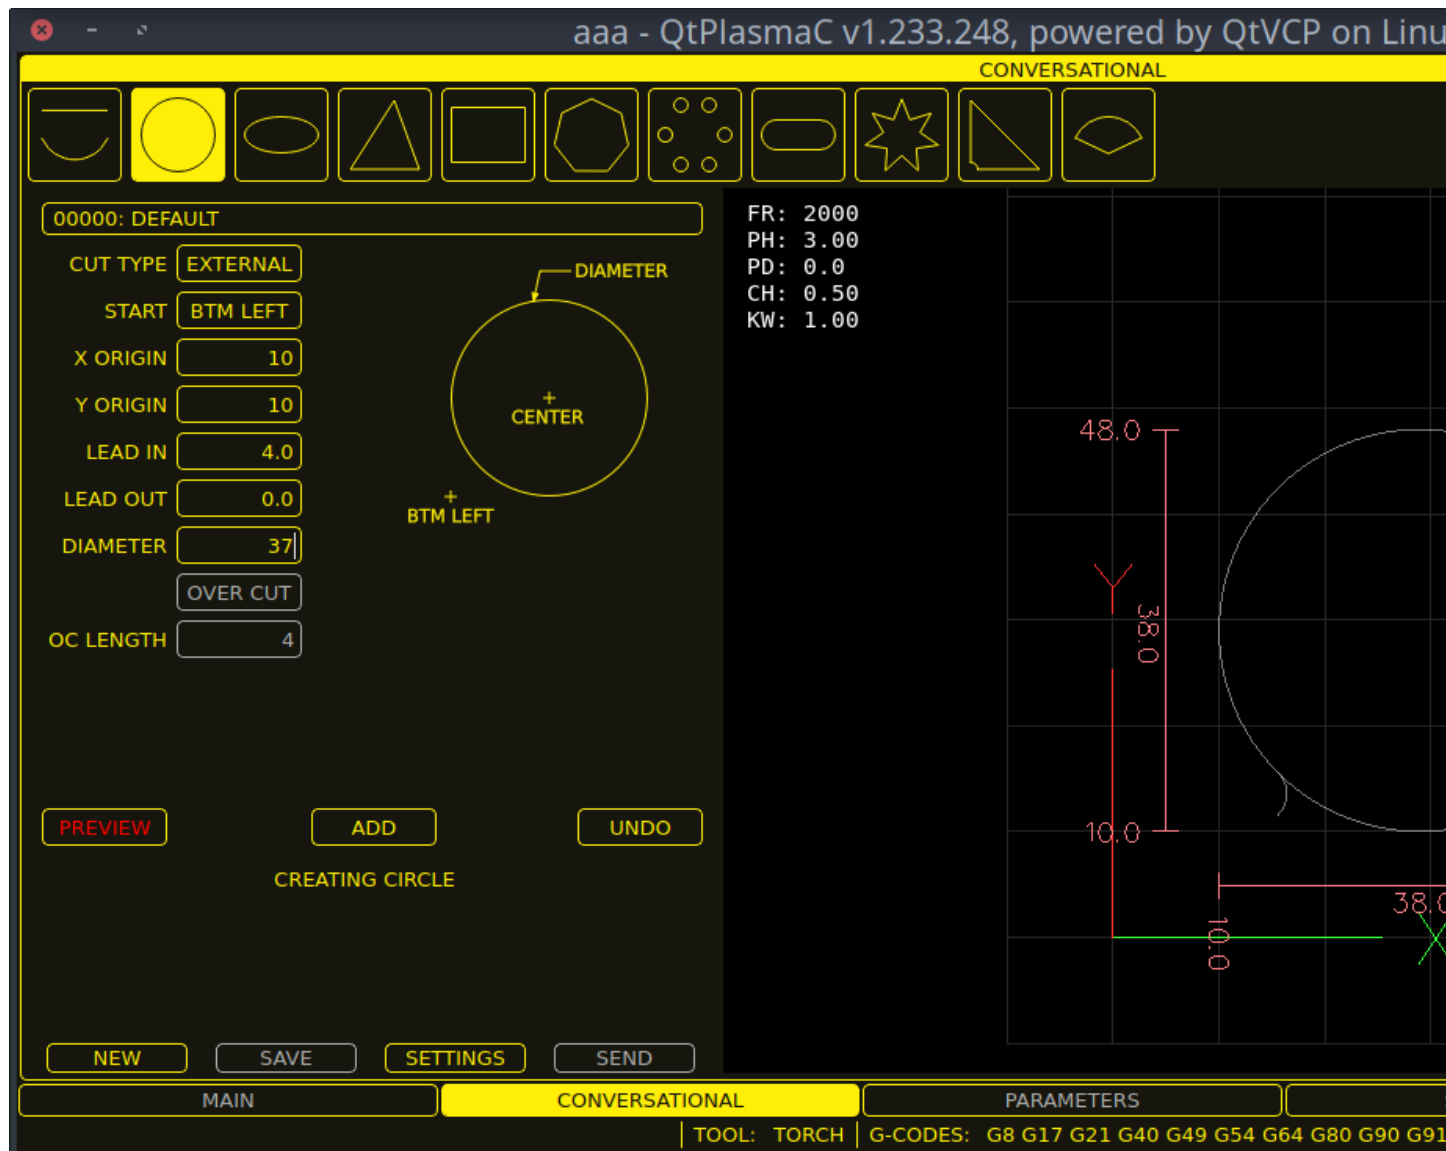 aaa - QtPlasmaC v1.233.248, powered by QtVCP on Linu
CONVERSATIONAL
00000: DEFAULT
CUT TYPE EXTERNAL
START BTM LEFT
X ORIGIN 10
Y ORIGIN 10
LEAD IN 4.0
LEAD OUT 0.0
DIAMETER 37
OVER CUT
OC LENGTH 4
DIAMETER
CENTER
BTM LEFT
PREVIEW ADD UNDO
CREATING CIRCLE
NEW SAVE SETTINGS SEND
FR: 2000
PH: 3.00
PD: 0.0
CH: 0.50
KW: 1.00
48.0
Y
38.0
10.0
38.0
10.0
X
MAIN CONVERSATIONAL PARAMETERS
TOOL: TORCH G-CODES: G8 G17 G21 G40 G49 G54 G64 G80 G90 G91